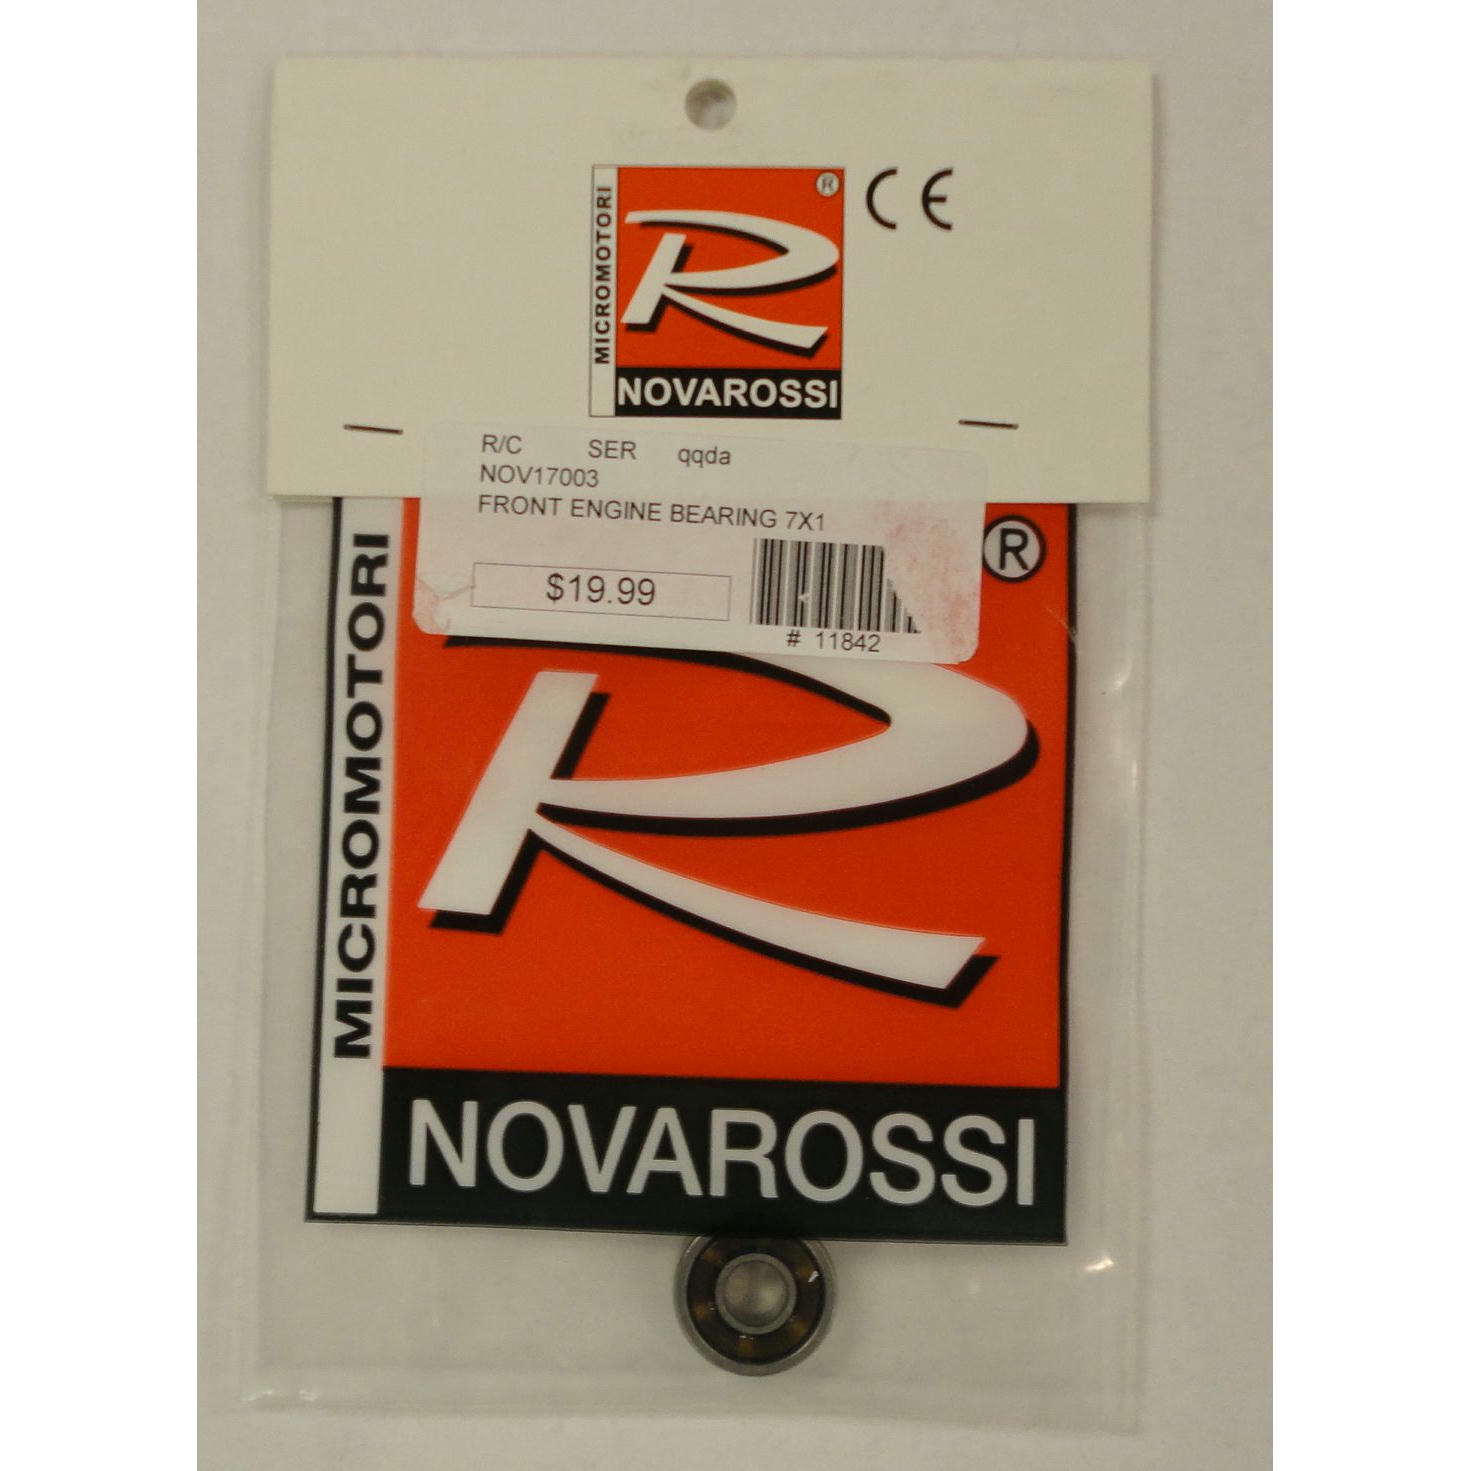 MICROMOTORI
R
®
CE
NOVAROSSI
R/C SER qqda
NOV17003
FRONT ENGINE BEARING 7X1
$19.99
# 11842
®
MICROMOTORI
R
NOVAROSSI